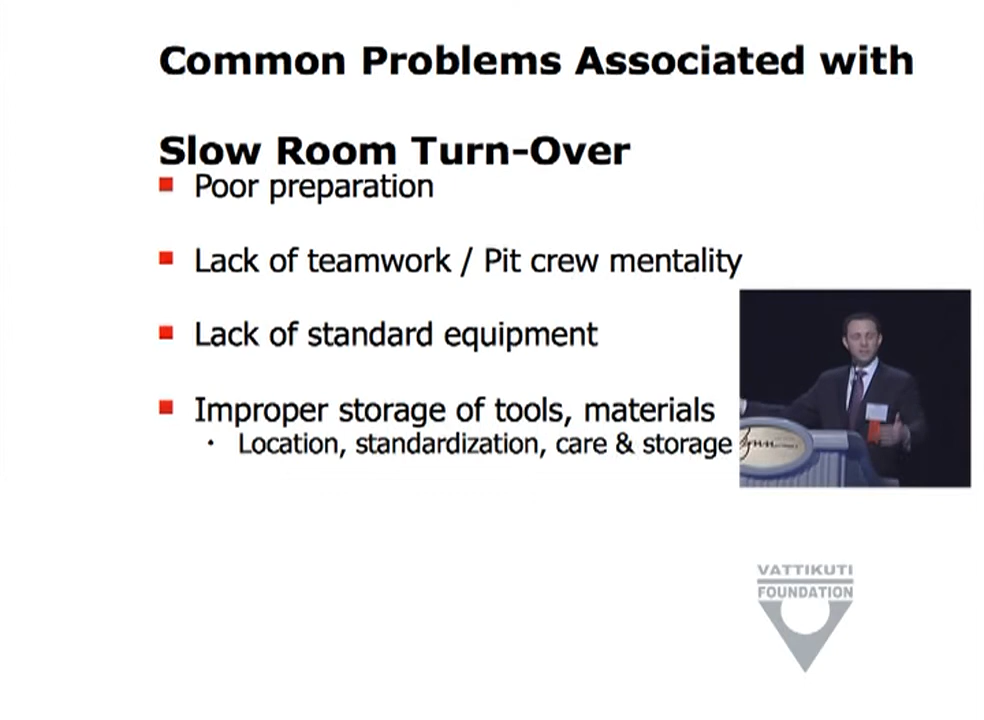 Common Problems Associated with
Slow Room Turn-Over
Poor preparation
Lack of teamwork / Pit crew mentality
Lack of standard equipment
Improper storage of tools, materials
Location, standardization, care & storage
Wynn
VATTIKUTI
FOUNDATION